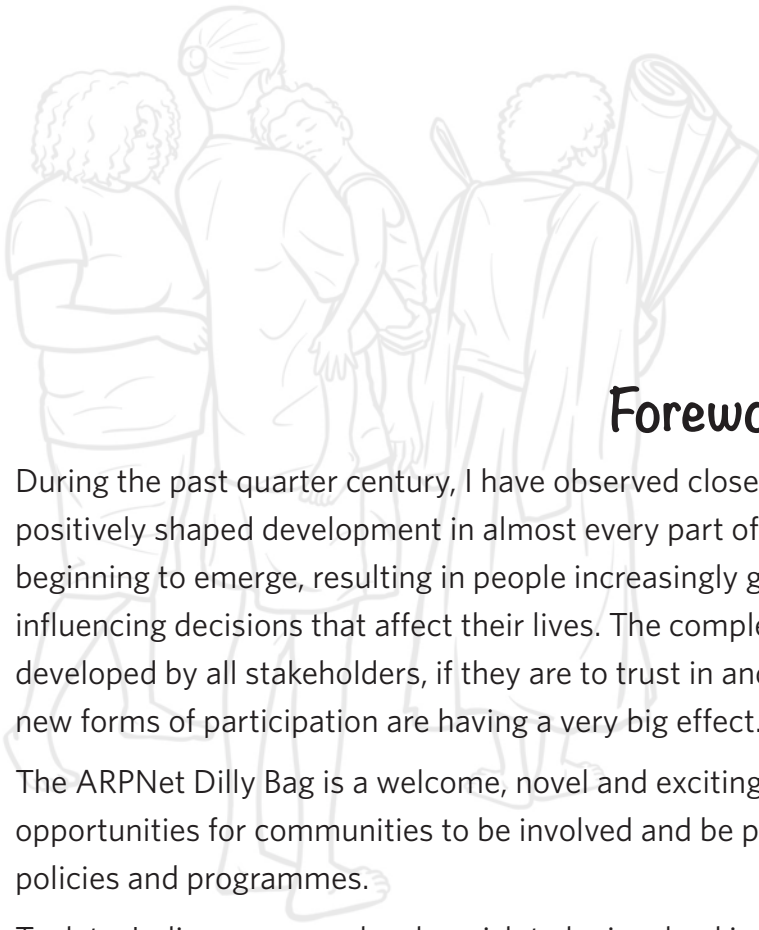 During the past quarter century, I have observed
positively shaped development in almost every part of
beginning to emerge, resulting in people increasingly
influencing decisions that affect their lives. The
developed by all stakeholders, if they are to trust in
new forms of participation are having a very big effect.
The ARPNet Dilly Bag is a welcome, novel and exciting
opportunities for communities to be involved and be
policies and programmes.